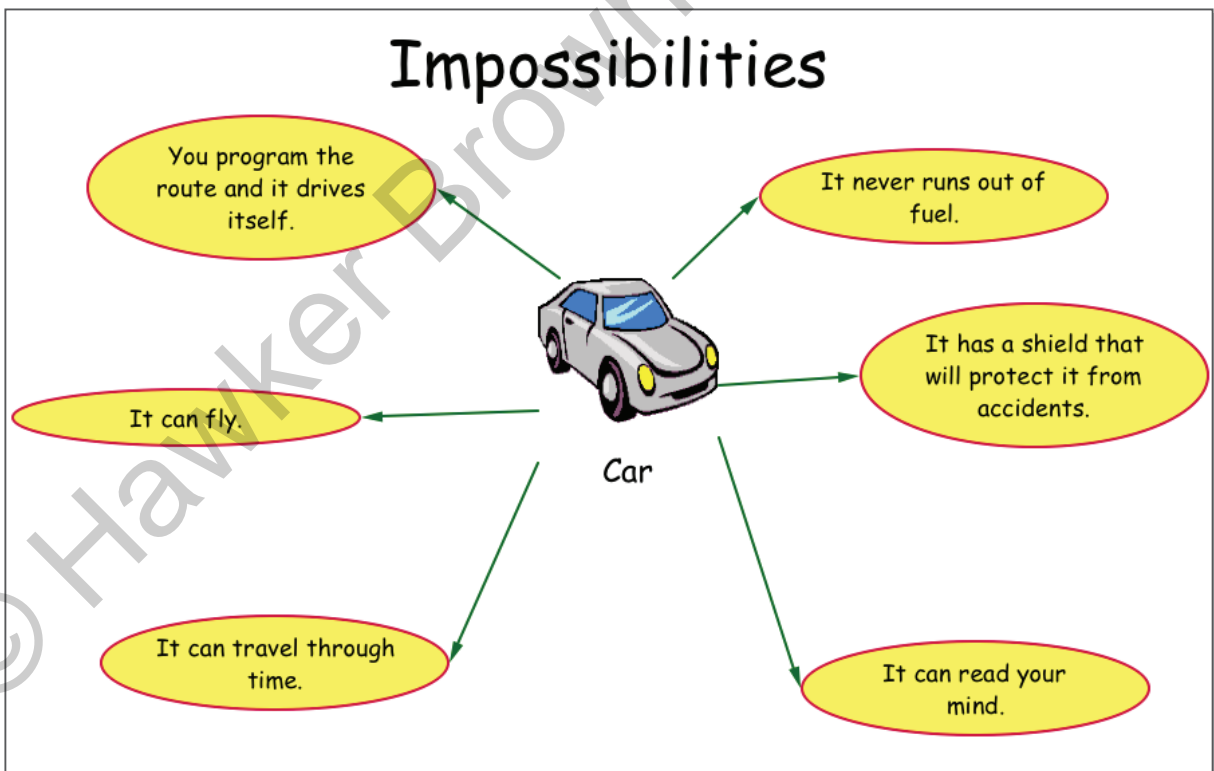 Impossibilities
You program the
route and it drives
itself.
It never runs out of
fuel.
It has a shield that
will protect it from
accidents.
It can fly.
Car
It can travel through
time.
It can read your
mind.
© Hawker Brown